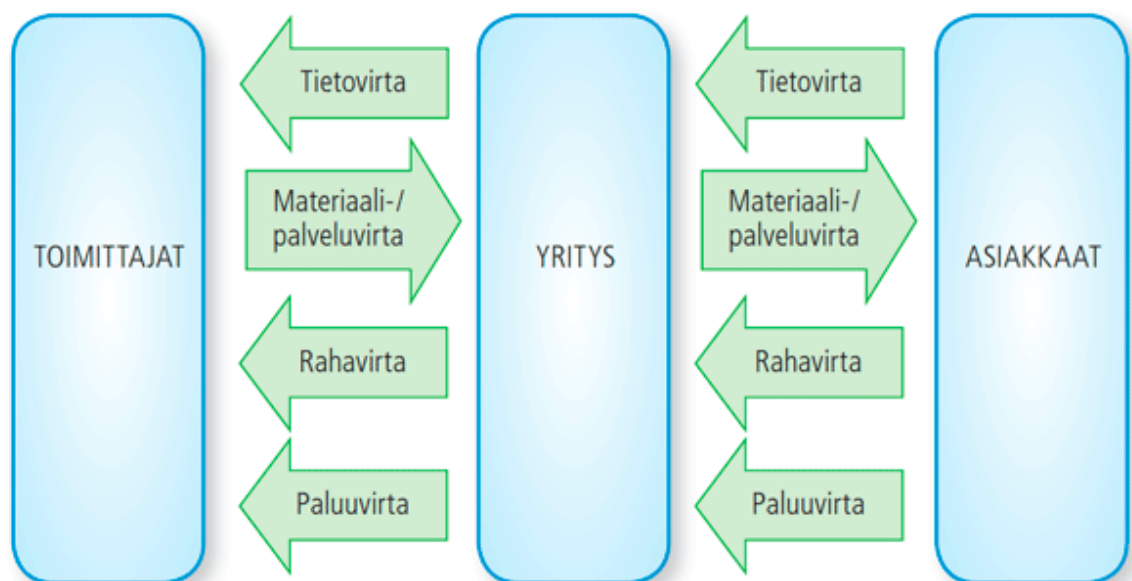 Tietovirta
Tietovirta
Materiaali-/
palveluvirta
Materiaali-/
palveluvirta
TOIMITTAJAT
YRITYS
ASIAKKAAT
Rahavirta
Rahavirta
Paluuvirta
Paluuvirta